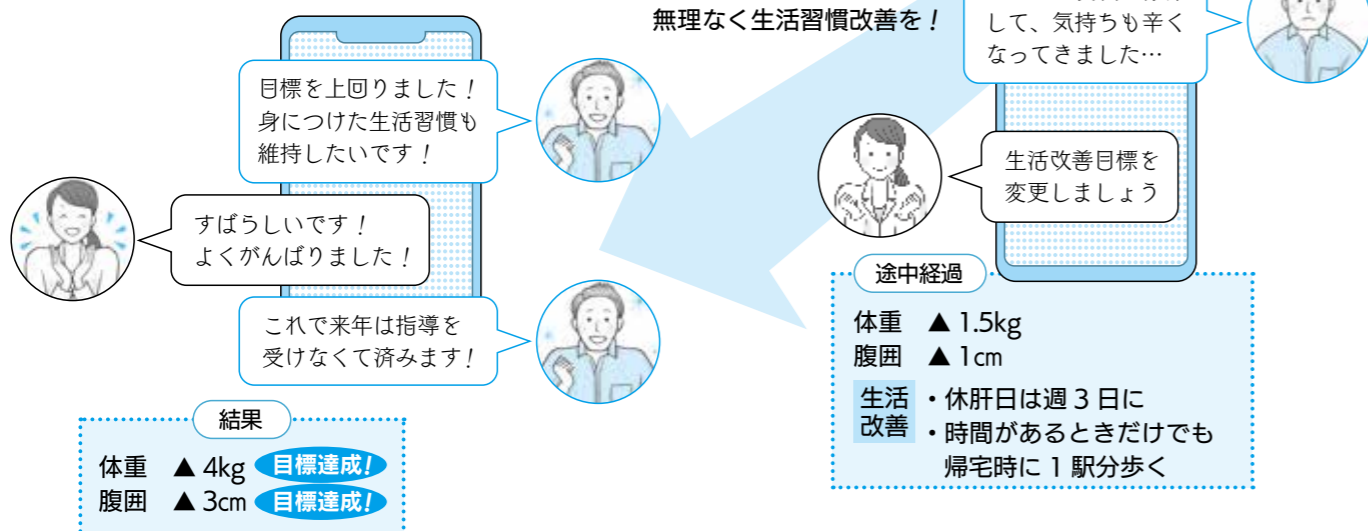 無理なく生活習慣改善を！
して、気持ちも辛く
なってきました…
生活改善目標を
変更しましょう
途中経過
体重 ▲ 1.5kg
腹囲 ▲ 1cm
生活
改善
・休肝日は週 3 日に
・時間があるときだけでも
帰宅時に 1 駅分歩く
目標を上回りました！
身につけた生活習慣も
維持したいです！
すばらしいです！
よくがんばりました！
これで来年は指導を
受けなくて済みます！
結果
体重 ▲ 4kg 目標達成！
腹囲 ▲ 3cm 目標達成！